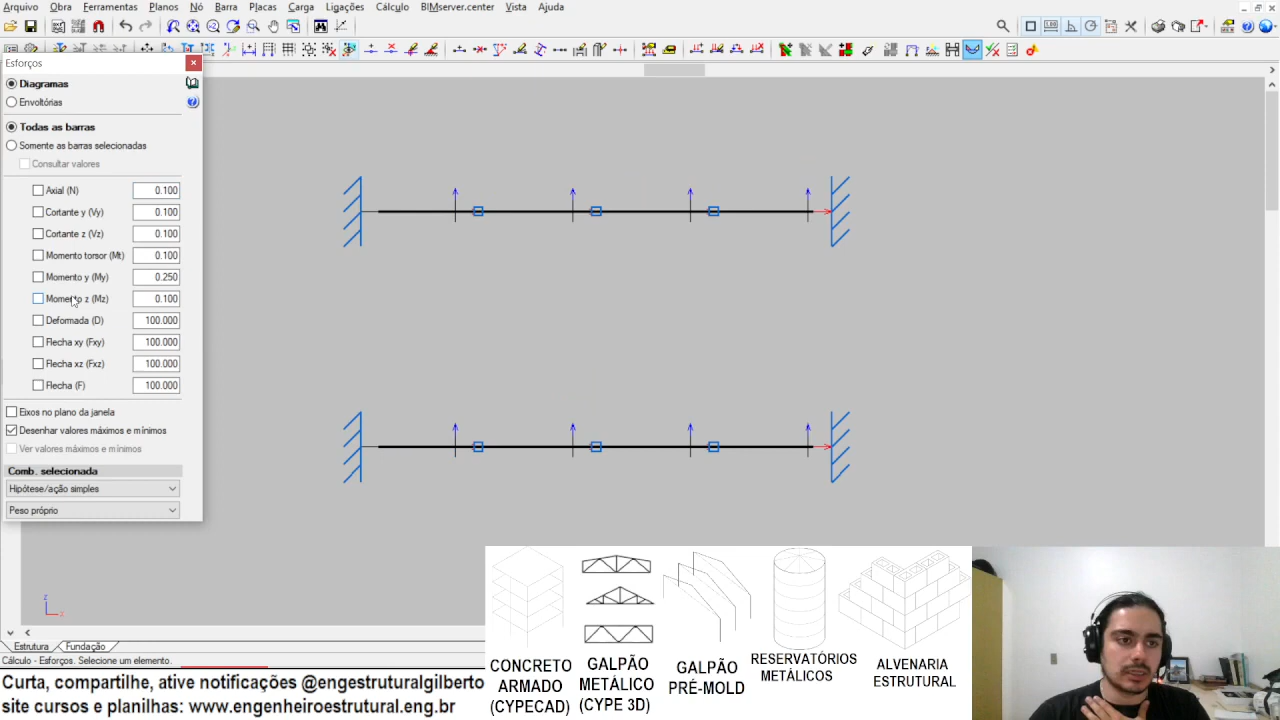 Arquivo Obra Ferramentas Planos Nó Barra Placas Carga Ligações Cálculo BIMserver.center Vista Ajuda
Esforços
Diagramas
Envoltórias
Todas as barras
Somente as barras selecionadas
Consultar valores
Axial (N) 0.100
Cortante y (Vy) 0.100
Cortante z (Vz) 0.100
Momento torsor (Mt) 0.100
Momento y (My) 0.250
Momento z (Mz) 0.100
Deformada (D) 100.000
Flecha xy (Fxy) 100.000
Flecha xz (Fxz) 100.000
Flecha (F) 100.000
Eixos no plano da janela
Desenhar valores máximos e mínimos
Ver valores máximos e mínimos
Comb. selecionada
Hipótese/ação simples
Peso próprio
Estrutura Fundação
Cálculo - Esforços. Selecione um elemento.
Curta, compartilhe, ative notificações @engestruturalgilberto
site cursos e planilhas: www.engenheiroestrutural.eng.br
CONCRETO
ARMADO
(CYPECAD)
GALPÃO
METÁLICO
(CYPE 3D)
GALPÃO
PRÉ-MOLD
RESERVATÓRIOS
METÁLICOS
ALVENARIA
ESTRUTURAL